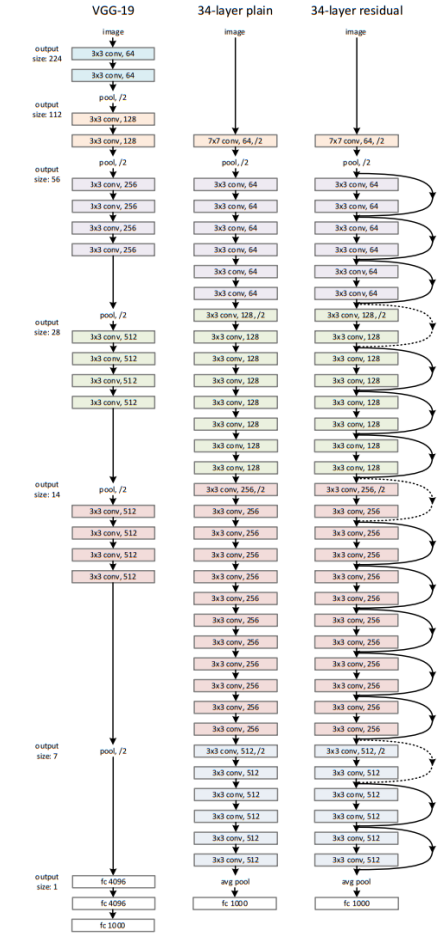 VGG-19
image
output
size: 224
3x3 conv, 64
3x3 conv, 64
output
size: 112
pool, /2
3x3 conv, 128
3x3 conv, 128
pool, /2
output
size: 56
3x3 conv, 256
3x3 conv, 256
3x3 conv, 256
3x3 conv, 256
output
size: 28
pool, /2
3x3 conv, 512
3x3 conv, 512
3x3 conv, 512
3x3 conv, 512
output
size: 14
pool, /2
3x3 conv, 512
3x3 conv, 512
3x3 conv, 512
3x3 conv, 512
output
size: 7
pool, /2
output
size: 1
fc 4096
fc 4096
fc 1000
34-layer plain
image
7x7 conv, 64, /2
pool, /2
3x3 conv, 64
3x3 conv, 64
3x3 conv, 64
3x3 conv, 64
3x3 conv, 64
3x3 conv, 64
3x3 conv, 128, /2
3x3 conv, 128
3x3 conv, 128
3x3 conv, 128
3x3 conv, 128
3x3 conv, 128
3x3 conv, 128
3x3 conv, 128
3x3 conv, 256, /2
3x3 conv, 256
3x3 conv, 256
3x3 conv, 256
3x3 conv, 256
3x3 conv, 256
3x3 conv, 256
3x3 conv, 256
3x3 conv, 256
3x3 conv, 256
3x3 conv, 256
3x3 conv, 256
3x3 conv, 512, /2
3x3 conv, 512
3x3 conv, 512
3x3 conv, 512
3x3 conv, 512
3x3 conv, 512
avg pool
fc 1000
34-layer residual
image
7x7 conv, 64, /2
pool, /2
3x3 conv, 64
3x3 conv, 64
3x3 conv, 64
3x3 conv, 64
3x3 conv, 64
3x3 conv, 64
3x3 conv, 128, /2
3x3 conv, 128
3x3 conv, 128
3x3 conv, 128
3x3 conv, 128
3x3 conv, 128
3x3 conv, 128
3x3 conv, 128
3x3 conv, 256, /2
3x3 conv, 256
3x3 conv, 256
3x3 conv, 256
3x3 conv, 256
3x3 conv, 256
3x3 conv, 256
3x3 conv, 256
3x3 conv, 256
3x3 conv, 256
3x3 conv, 256
3x3 conv, 256
3x3 conv, 512, /2
3x3 conv, 512
3x3 conv, 512
3x3 conv, 512
3x3 conv, 512
3x3 conv, 512
avg pool
fc 1000